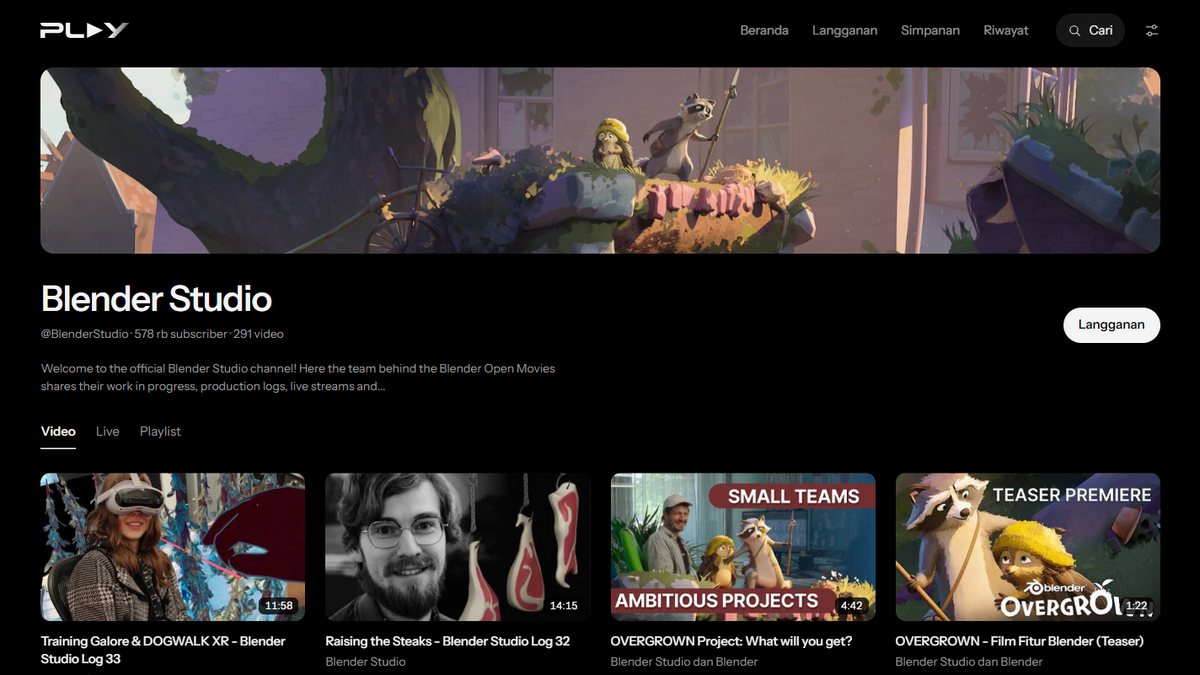 PLAY
Beranda
Langganan
Simpanan
Riwayat
Cari
Blender Studio
@BlenderStudio · 578 rb subscriber · 291 video
Langganan
Welcome to the official Blender Studio channel! Here the team behind the Blender Open Movies
shares their work in progress, production logs, live streams and...
Video
Live
Playlist
11:58
14:15
SMALL TEAMS
AMBITIOUS PROJECTS
4:42
TEASER PREMIERE
blender
1:22
Training Galore & DOGWALK XR - Blender
Studio Log 33
Raising the Steaks - Blender Studio Log 32
Blender Studio
OVERGROWN Project: What will you get?
Blender Studio dan Blender
OVERGROWN - Film Fitur Blender (Teaser)
Blender Studio dan Blender